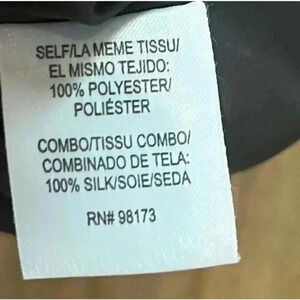 SELF/LA MEME TISSU/
EL MISMO TEJIDO:
100% POLYESTER/
POLIÉSTER
COMBO/TISSU COMBO/
COMBINADO DE TELA:
100% SILK/SOIE/SEDA
RN# 98173